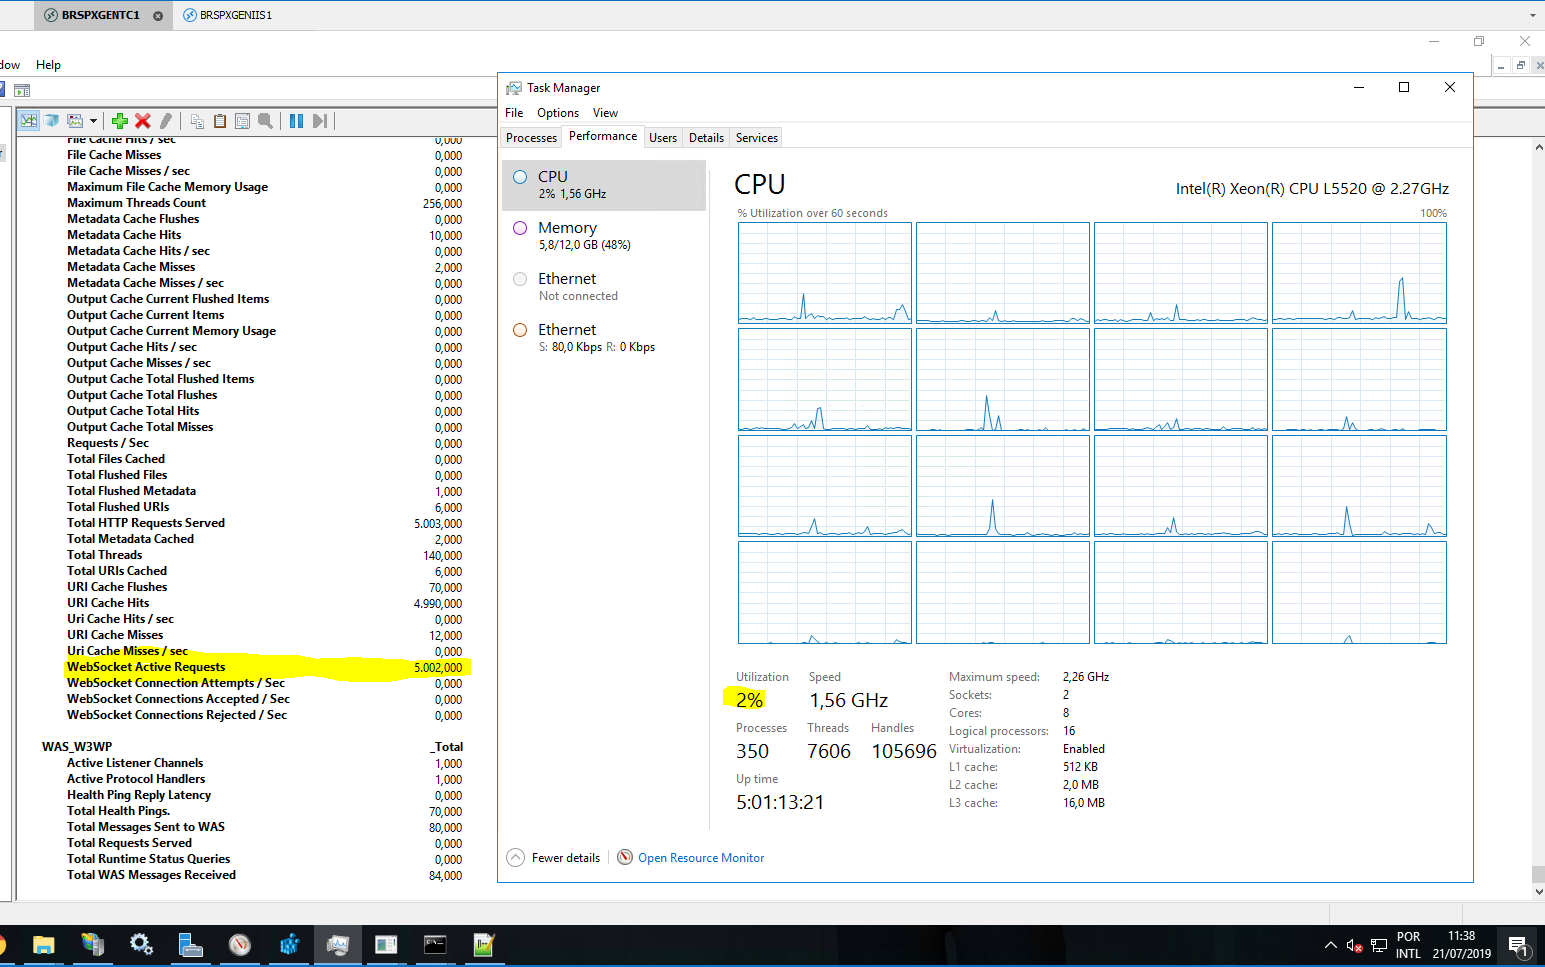 BRSPXGENTC1
BRSPXGENIIS1
dow Help
File Cache Hits / sec 0,000
File Cache Misses 0,000
File Cache Misses / sec 0,000
Maximum File Cache Memory Usage 0,000
Maximum Threads Count 256,000
Metadata Cache Flushes 0,000
Metadata Cache Hits 10,000
Metadata Cache Hits / sec 0,000
Metadata Cache Misses 2,000
Metadata Cache Misses / sec 0,000
Output Cache Current Flushed Items 0,000
Output Cache Current Items 0,000
Output Cache Current Memory Usage 0,000
Output Cache Hits / sec 0,000
Output Cache Misses / sec 0,000
Output Cache Total Flushed Items 0,000
Output Cache Total Flushes 0,000
Output Cache Total Hits 0,000
Output Cache Total Misses 0,000
Requests / Sec 0,000
Total Files Cached 0,000
Total Flushed Files 0,000
Total Flushed Metadata 1,000
Total Flushed URIs 6,000
Total HTTP Requests Served 5.003,000
Total Metadata Cached 2,000
Total Threads 140,000
Total URIs Cached 6,000
URI Cache Flushes 70,000
URI Cache Hits 4.990,000
Uri Cache Hits / sec 0,000
URI Cache Misses 12,000
Uri Cache Misses / sec 0,000
WebSocket Active Requests 5.002,000
WebSocket Connection Attempts / Sec 0,000
WebSocket Connections Accepted / Sec 0,000
WebSocket Connections Rejected / Sec 0,000
WAS_W3WP _Total
Active Listener Channels 1,000
Active Protocol Handlers 1,000
Health Ping Reply Latency 0,000
Total Health Pings. 70,000
Total Messages Sent to WAS 80,000
Total Requests Served 0,000
Total Runtime Status Queries 0,000
Total WAS Messages Received 84,000
Task Manager
File Options View
Processes Performance Users Details Services
CPU
2% 1,56 GHz
Memory
5,8/12,0 GB (48%)
Ethernet
Not connected
Ethernet
S: 80,0 Kbps R: 0 Kbps
CPU Intel(R) Xeon(R) CPU L5520 @ 2.27GHz
% Utilization over 60 seconds 100%
Utilization Speed
2% 1,56 GHz
Processes Threads Handles
350 7606 105696
Up time
5:01:13:21
Maximum speed: 2,26 GHz
Sockets: 2
Cores: 8
Logical processors: 16
Virtualization: Enabled
L1 cache: 512 KB
L2 cache: 2,0 MB
L3 cache: 16,0 MB
Fewer details Open Resource Monitor
POR 11:38
INTL 21/07/2019
1